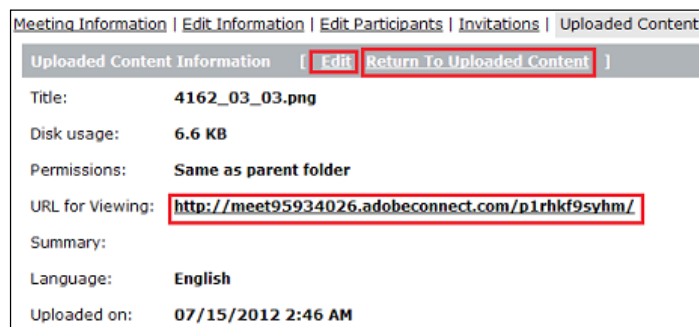 Meeting Information | Edit Information | Edit Participants | Invitations | Uploaded Content
Uploaded Content Information [ Edit Return To Uploaded Content ]
Title: 4162_03_03.png
Disk usage: 6.6 KB
Permissions: Same as parent folder
URL for Viewing: http://meet95934026.adobeconnect.com/p1rhkf9syhm/
Summary:
Language: English
Uploaded on: 07/15/2012 2:46 AM